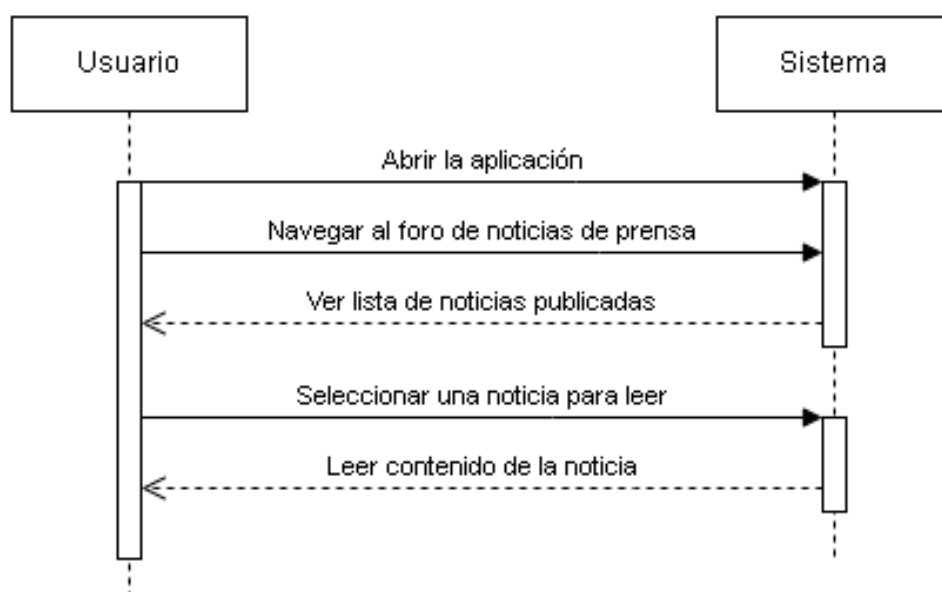 Usuario
Sistema
Abrir la aplicación
Navegar al foro de noticias de prensa
Ver lista de noticias publicadas
Seleccionar una noticia para leer
Leer contenido de la noticia